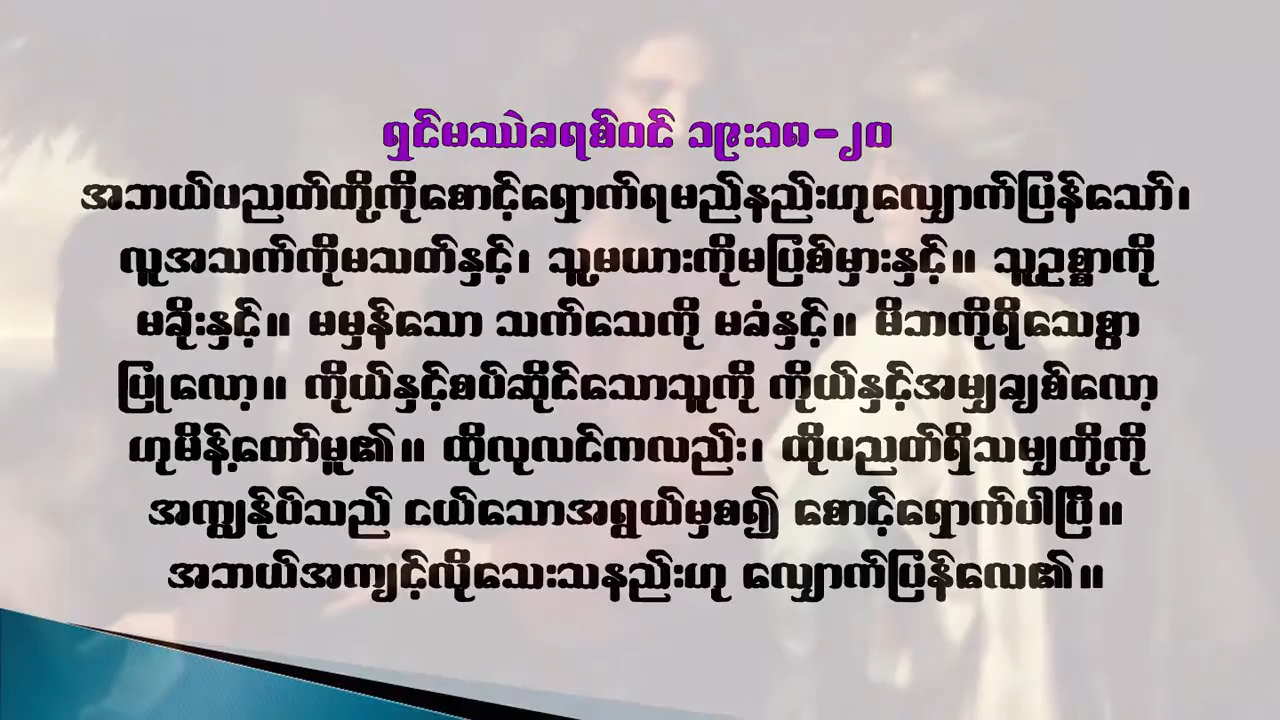 ရှင်မဿဲခရစ်ဝင် ၁၉း၁၈-၂၀
အဘယ်ပညတ်တို့ကိုစောင့်ရှောက်ရမည်နည်းဟုလျှောက်ပြန်သော်၊
လူအသက်ကိုမသတ်နှင့်၊ သူ့မယားကိုမပြစ်မှားနှင့်။ သူ့ဥစ္စာကို
မခိုးနှင့်။ မမှန်သော သက်သေကို မခံနှင့်။ မိဘကိုရိုသေစွာ
ပြုလော့။ ကိုယ်နှင့်စပ်ဆိုင်သောသူကို ကိုယ်နှင့်အမျှချစ်လော့
ဟုမိန့်တော်မူ၏။ ထိုလုလင်ကလည်း၊ ထိုပညတ်ရှိသမျှတို့ကို
အကျွန်ုပ်သည် ငယ်သောအရွယ်မှစ၍ စောင့်ရှောက်ပါပြီ။
အဘယ်အကျင့်လိုသေးသနည်းဟု လျှောက်ပြန်လေ၏။